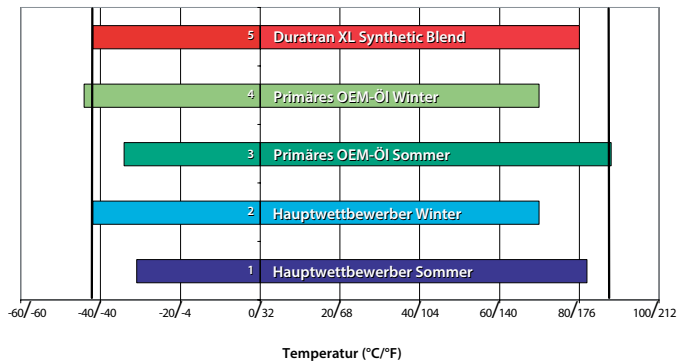 5 Duratran XL Synthetic Blend
4 Primäres OEM-Öl Winter
3 Primäres OEM-Öl Sommer
2 Hauptwettbewerber Winter
1 Hauptwettbewerber Sommer
-60/-60 -40/-40 -20/-4 0/32 20/68 40/104 60/140 80/176 100/212
Temperatur (°C/°F)